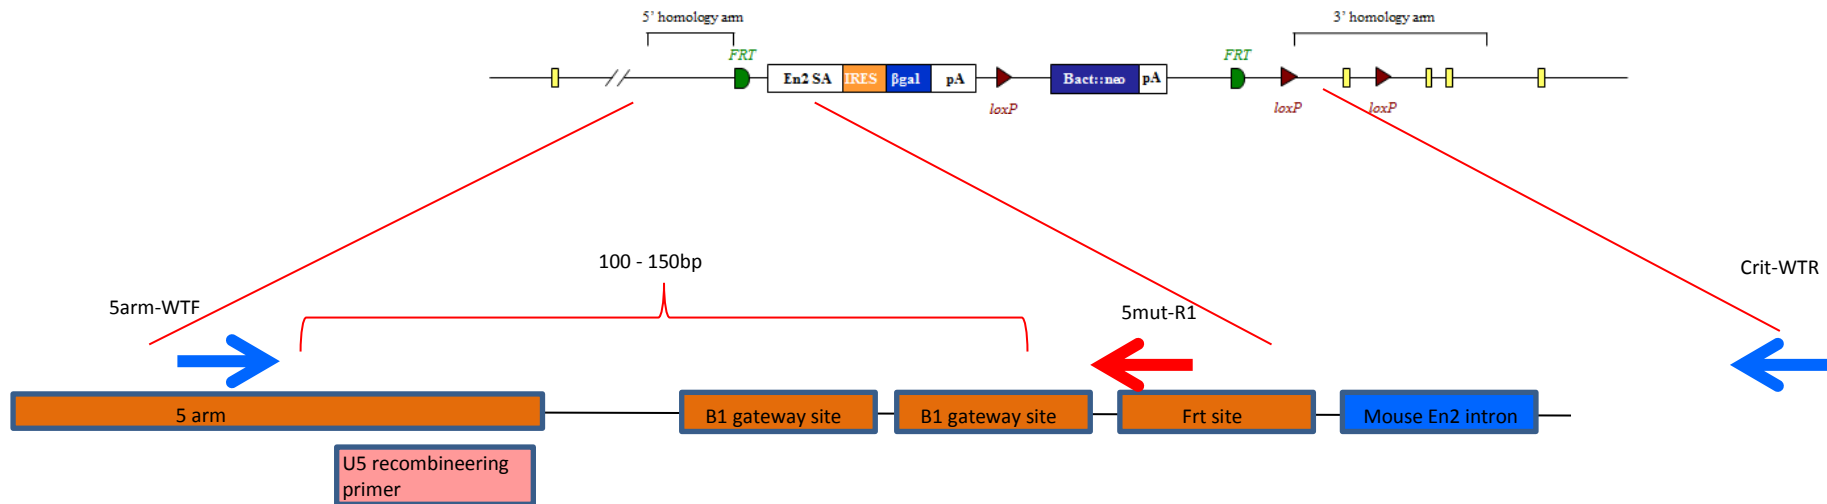 5' homology arm
3' homology arm
FRT
FRT
En2 SA
IRES
βgal
pA
Bact::neo
pA
loxP
loxP
loxP
100 - 150bp
Crit-WTR
5arm-WTF
5mut-R1
5 arm
B1 gateway site
B1 gateway site
Frt site
Mouse En2 intron
U5 recombineering
primer